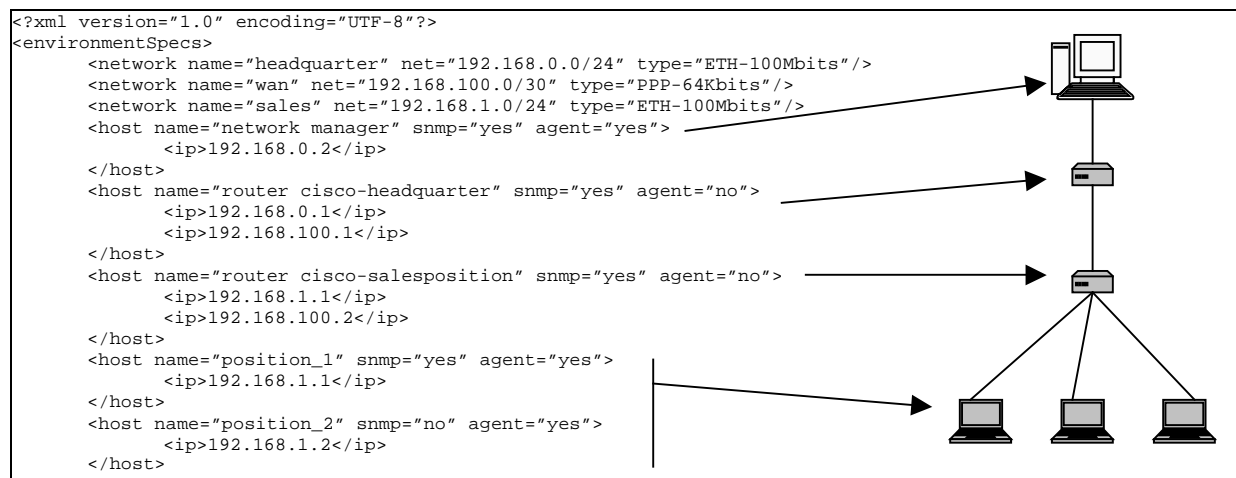 <?xml version="1.0" encoding="UTF-8"?>
<environmentSpecs>
<network name="headquarter" net="192.168.0.0/24" type="ETH-100Mbits"/>
<network name="wan" net="192.168.100.0/30" type="PPP-64Kbits"/>
<network name="sales" net="192.168.1.0/24" type="ETH-100Mbits"/>
<host name="network manager" snmp="yes" agent="yes">
<ip>192.168.0.2</ip>
</host>
<host name="router cisco-headquarter" snmp="yes" agent="no">
<ip>192.168.0.1</ip>
<ip>192.168.100.1</ip>
</host>
<host name="router cisco-salesposition" snmp="yes" agent="no">
<ip>192.168.1.1</ip>
<ip>192.168.100.2</ip>
</host>
<host name="position_1" snmp="yes" agent="yes">
<ip>192.168.1.1</ip>
</host>
<host name="position_2" snmp="no" agent="yes">
<ip>192.168.1.2</ip>
</host>